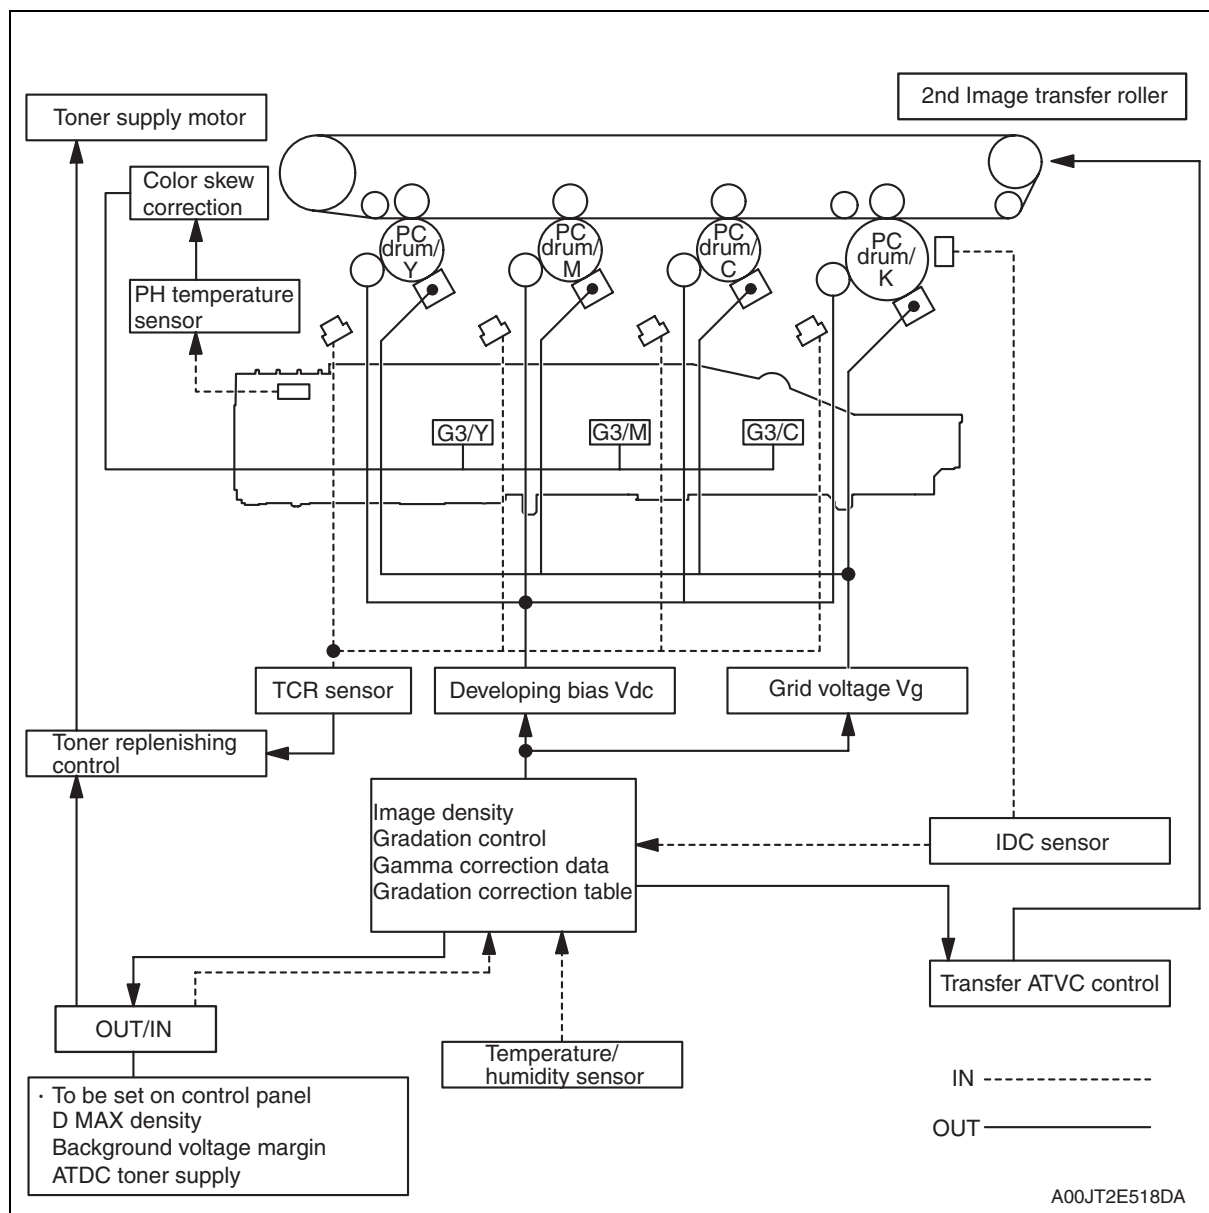 2nd Image transfer roller
Toner supply motor
Color skew
correction
PC
drum/
Y
PC
drum/
M
PC
drum/
C
PC
drum/
K
PH temperature
sensor
G3/Y
G3/M
G3/C
TCR sensor
Developing bias Vdc
Grid voltage Vg
Toner replenishing
control
Image density
Gradation control
Gamma correction data
Gradation correction table
IDC sensor
Transfer ATVC control
OUT/IN
Temperature/
humidity sensor
· To be set on control panel
D MAX density
Background voltage margin
ATDC toner supply
IN
OUT
A00JT2E518DA